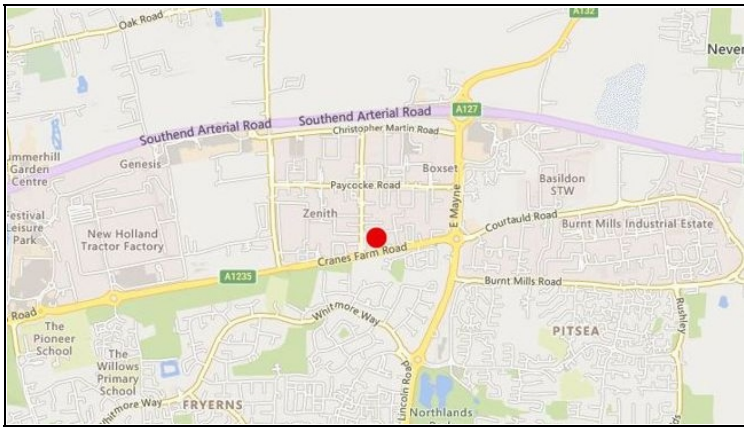 Oak Road
A132
Never
Southend Arterial Road
A127
Southend Arterial Road
Christopher Martin Road
ummerhill
Garden
Centre
Genesis
Boxset
Paycocke Road
Basildon
STW
Zenith
E Mayne
estival
eisure
Park
New Holland
Tractor Factory
Courtauld Road
Burnt Mills Industrial Estate
Cranes Farm Road
A1235
Burnt Mills Road
Road
Whitmore Way
Rushley
The
Pioneer
School
PITSEA
The
Willows
Primary
School
Lincoln Road
Whitmore Way
FRYERNS
Northlands